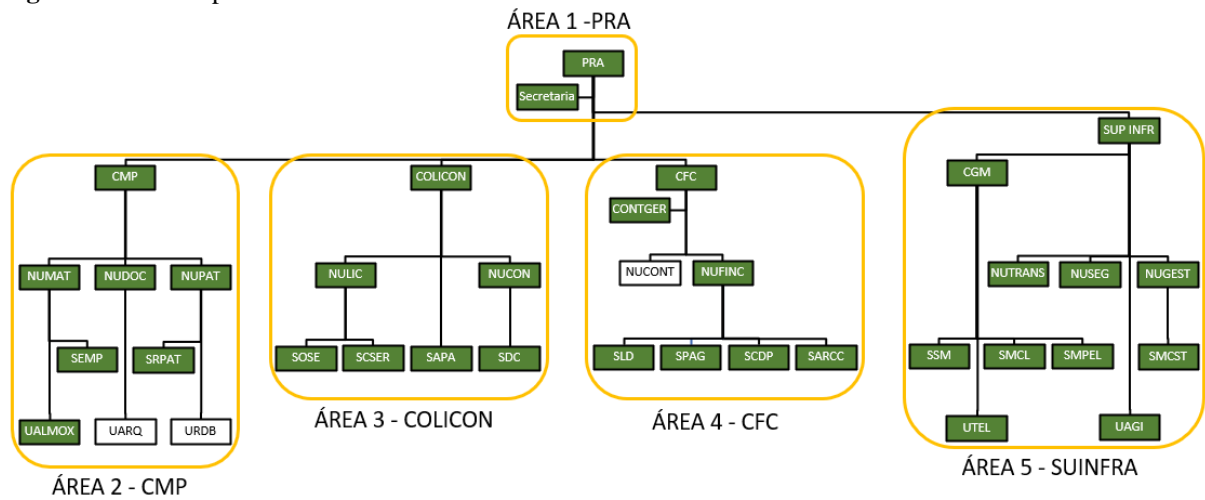 ÁREA 1 -PRA
PRA
Secretaria
CMP
NUMAT
NUDOC
NUPAT
SEMP
SRPAT
UALMOX
UARQ
URDB
ÁREA 2 - CMP
COLICON
NULIC
NUCON
SOSE
SCSER
SAPA
SDC
ÁREA 3 - COLICON
CFC
CONTGER
NUCONT
NUFINC
SLD
SPAG
SCDP
SARCC
ÁREA 4 - CFC
SUP INFR
CGM
NUTRANS
NUSEG
NUGEST
SSM
SMCL
SMPEL
SMCST
UTEL
UAGI
ÁREA 5 - SUINFRA